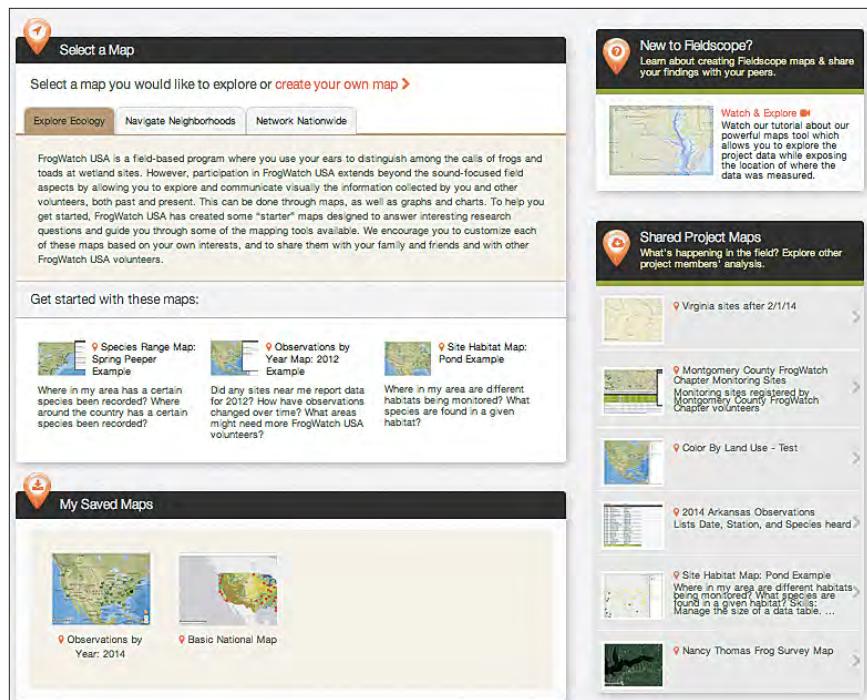 Select a Map
Select a map you would like to explore or create your own map
Explore Ecology
Navigate Neighborhoods
Network Nationwide
FrogWatch USA is a field-based program where you use your ears to distinguish among the calls of frogs and
toads at wetland sites. However, participation in FrogWatch USA extends beyond the sound-focused field
aspects by allowing you to explore and communicate visually the information collected by you and other
volunteers, both past and present. This can be done through maps, as well as graphs and charts. To help you
get started, FrogWatch USA has created some "starter" maps designed to answer interesting research
questions and guide you through some of the mapping tools available. We encourage you to customize each
of these maps based on your own interests, and to share them with your family and friends and with other
FrogWatch USA volunteers.
Get started with these maps:
Species Range Map:
Spring Peeper
Example
Where in my area has a certain
species been recorded? Where
around the country has a certain
species been recorded?
Observations by
Year Map: 2012
Example
Did any sites near me report data
for 2012? How have observations
changed over time? What areas
might need more FrogWatch USA
volunteers?
Site Habitat Map:
Pond Example
Where in my area are different
habitats being monitored? What
species are found in a given
habitat?
My Saved Maps
Observations by
Year: 2014
Basic National Map
New to Fieldscope?
Learn about creating Fieldscope maps & share
your findings with your peers.
Watch & Explore
Watch our tutorial about our
powerful maps tool which
allows you to explore the
project data while exposing
the location of where the
data was measured.
Shared Project Maps
What's happening in the field? Explore other
project members' analysis.
Virginia sites after 2/1/14
Montgomery County FrogWatch
Chapter Monitoring Sites
Monitoring sites registered by
Montgomery County FrogWatch
Chapter volunteers
Color By Land Use - Test
2014 Arkansas Observations
Lists Date, Station, and Species heard
Site Habitat Map: Pond Example
Where in my area are different habitats
being monitored? What species are
found in a given habitat? Skills:
Manage the size of a data table. ...
Nancy Thomas Frog Survey Map